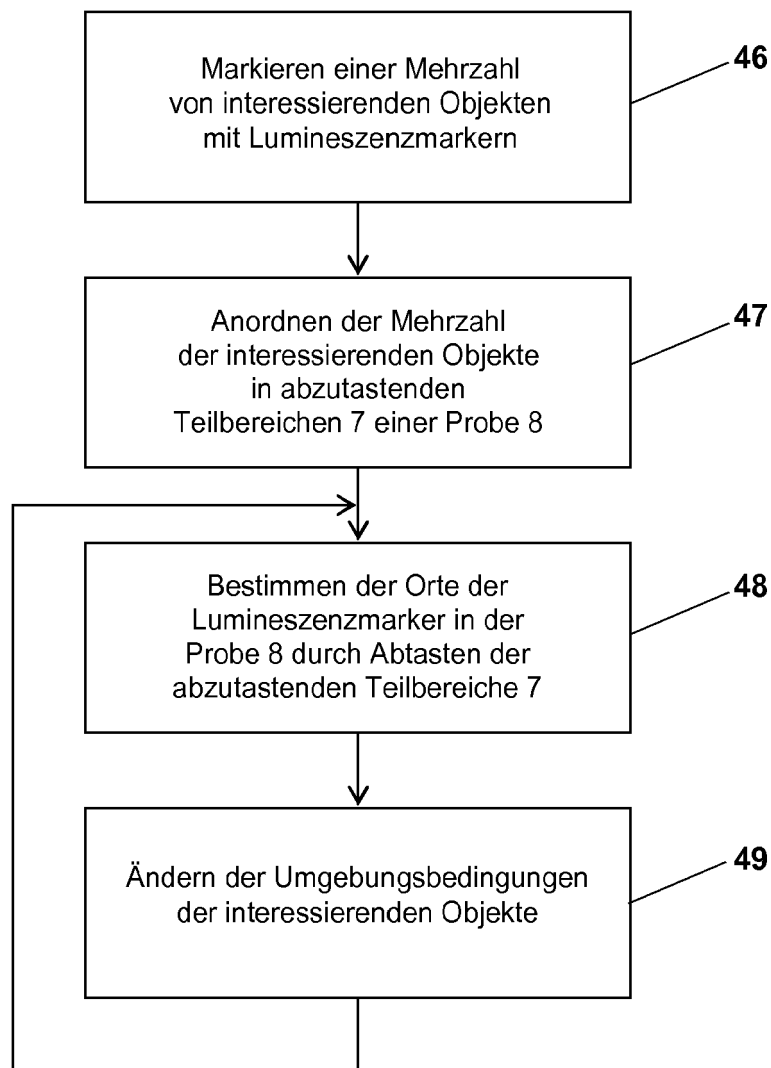 Markieren einer Mehrzahl
von interessierenden Objekten
mit Lumineszenzmarkern
46
Anordnen der Mehrzahl
der interessierenden Objekte
in abzutastenden
Teilbereichen 7 einer Probe 8
47
Bestimmen der Orte der
Lumineszenzmarker in der
Probe 8 durch Abtasten der
abzutastenden Teilbereiche 7
48
Ändern der Umgebungsbedingungen
der interessierenden Objekte
49